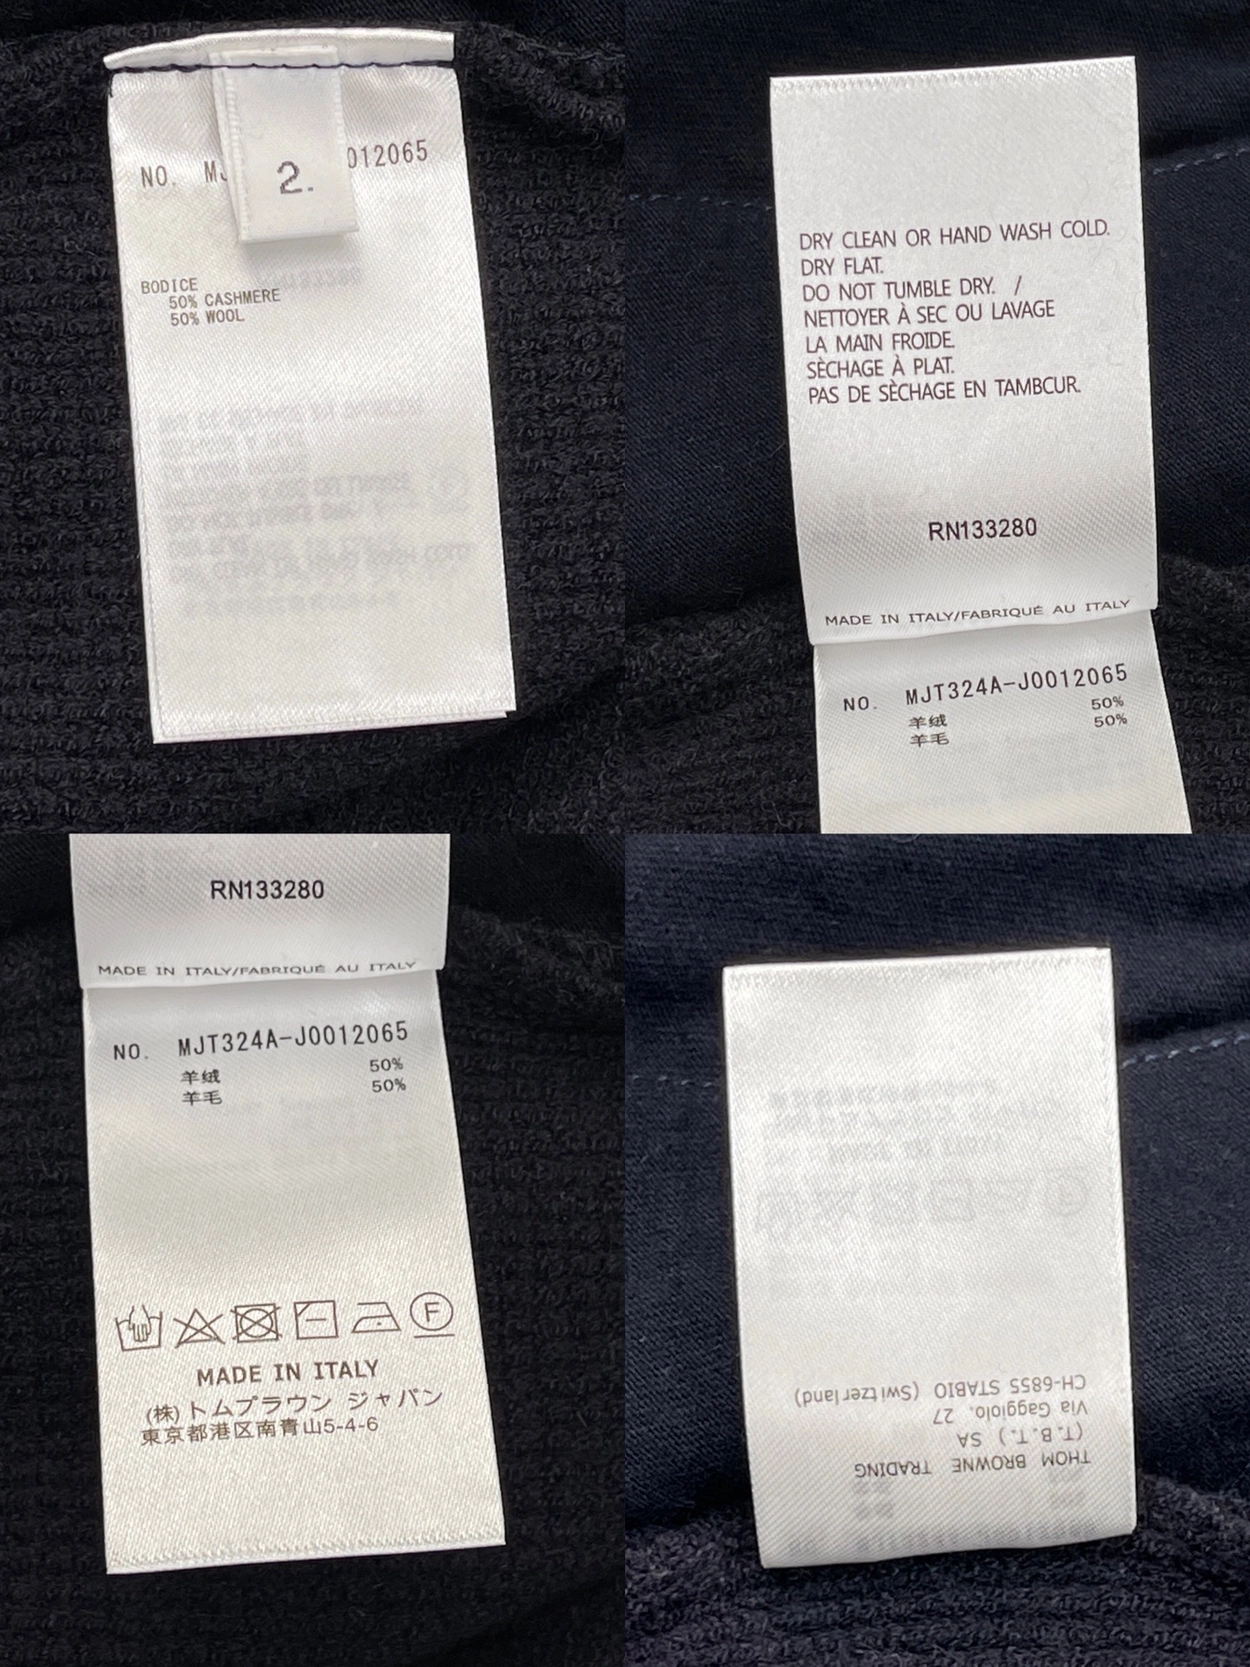 2.
NO. MJ 012065
BODICE
50% CASHMERE
50% WOOL
DRY CLEAN OR HAND WASH COLD.
DRY FLAT.
DO NOT TUMBLE DRY. /
NETTOYER À SEC OU LAVAGE
LA MAIN FROIDE.
SÈCHAGE À PLAT.
PAS DE SÈCHAGE EN TAMBCUR.
RN133280
MADE IN ITALY/FABRIQUÉ AU ITALY
NO. MJT324A-J0012065
羊绒 50%
羊毛 50%
RN133280
MADE IN ITALY/FABRIQUÉ AU ITALY
NO. MJT324A-J0012065
羊绒 50%
羊毛 50%
F
MADE IN ITALY
(株)トムブラウン ジャパン
東京都港区南青山5-4-6
THOM BROWNE TRADING
(T.B.T.) SA
Via Gaggiolo. 27
CH-6855 STABIO (Switzerland)